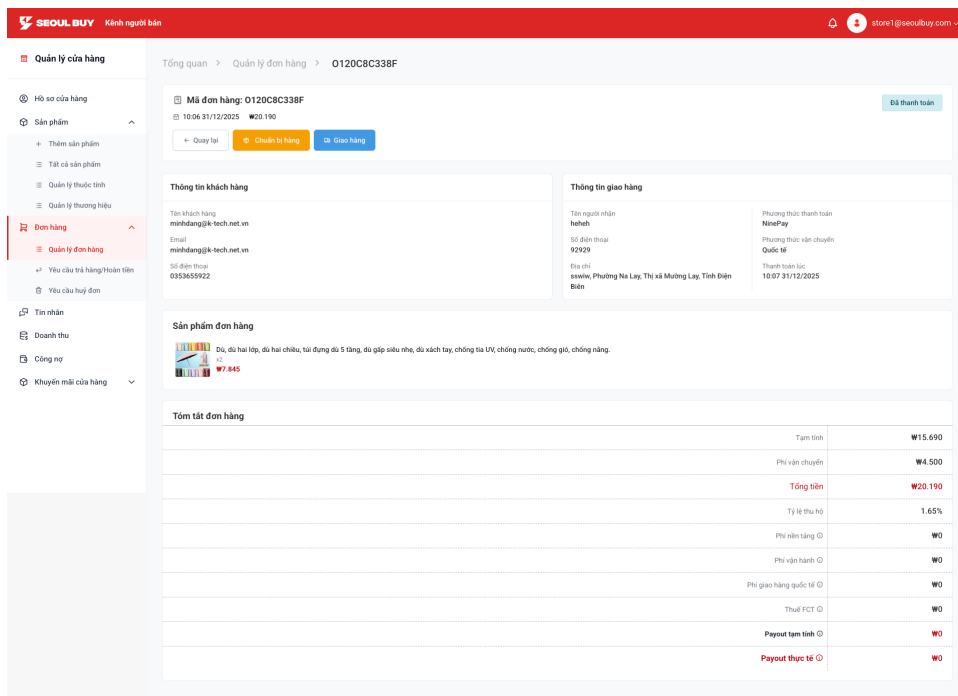 SEOUL BUY Kênh người bán
store1@seoulbuy.com
Quản lý cửa hàng
Hồ sơ cửa hàng
Sản phẩm
Thêm sản phẩm
Tất cả sản phẩm
Quản lý thuộc tính
Quản lý thương hiệu
Đơn hàng
Quản lý đơn hàng
Yêu cầu trả hàng/Hoàn tiền
Yêu cầu huỷ đơn
Tin nhắn
Doanh thu
Công nợ
Khuyến mãi cửa hàng
Tổng quan > Quản lý đơn hàng > O120C8C338F
Mã đơn hàng: O120C8C338F
Đã thanh toán
10:06 31/12/2025 ₩20.190
← Quay lại
Chuẩn bị hàng
Giao hàng
Thông tin khách hàng
Tên khách hàng
minhdang@k-tech.net.vn
Email
minhdang@k-tech.net.vn
Số điện thoại
0353655922
Thông tin giao hàng
Tên người nhận
heheh
Số điện thoại
92929
Địa chỉ
sswiw, Phường Na Lay, Thị xã Mường Lay, Tỉnh Điện
Biên
Phương thức thanh toán
NinePay
Phương thức vận chuyển
Quốc tế
Thanh toán lúc
10:07 31/12/2025
Sản phẩm đơn hàng
Dù, dù hai lớp, dù hai chiều, túi đựng dù 5 tầng, dù gấp siêu nhẹ, dù xách tay, chống tia UV, chống nước, chống gió, chống nắng.
x2
₩7.845
Tóm tắt đơn hàng
Tạm tính ₩15.690
Phí vận chuyển ₩4.500
Tổng tiền ₩20.190
Tỷ lệ thu hộ 1.65%
Phí nền tảng ₩0
Phí vận hành ₩0
Phí giao hàng quốc tế ₩0
Thuế FCT ₩0
Payout tạm tính ₩0
Payout thực tế ₩0